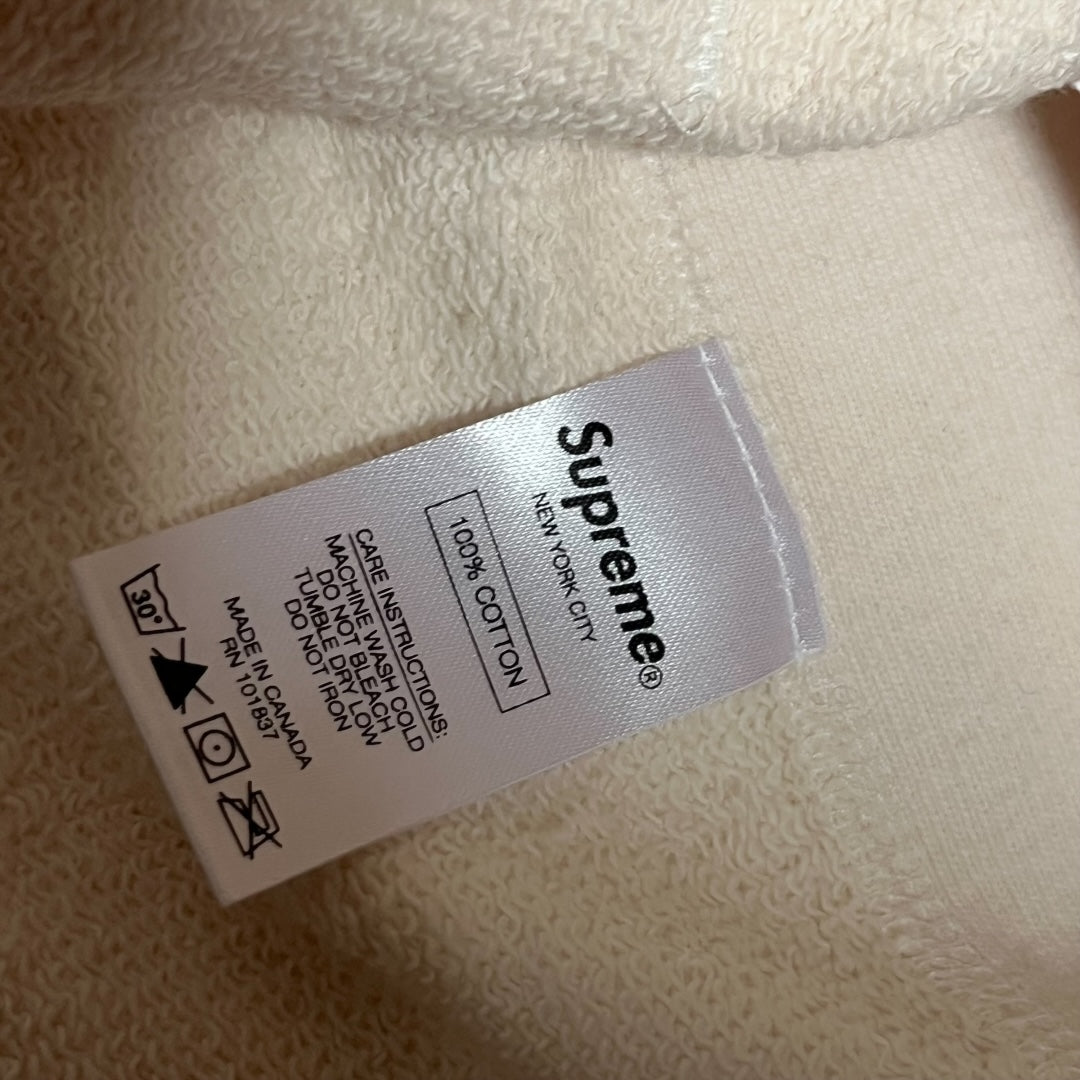 Supreme®
NEW YORK CITY
100% COTTON
CARE INSTRUCTIONS:
MACHINE WASH COLD
DO NOT BLEACH
TUMBLE DRY LOW
DO NOT IRON
MADE IN CANADA
RN 101837
30°